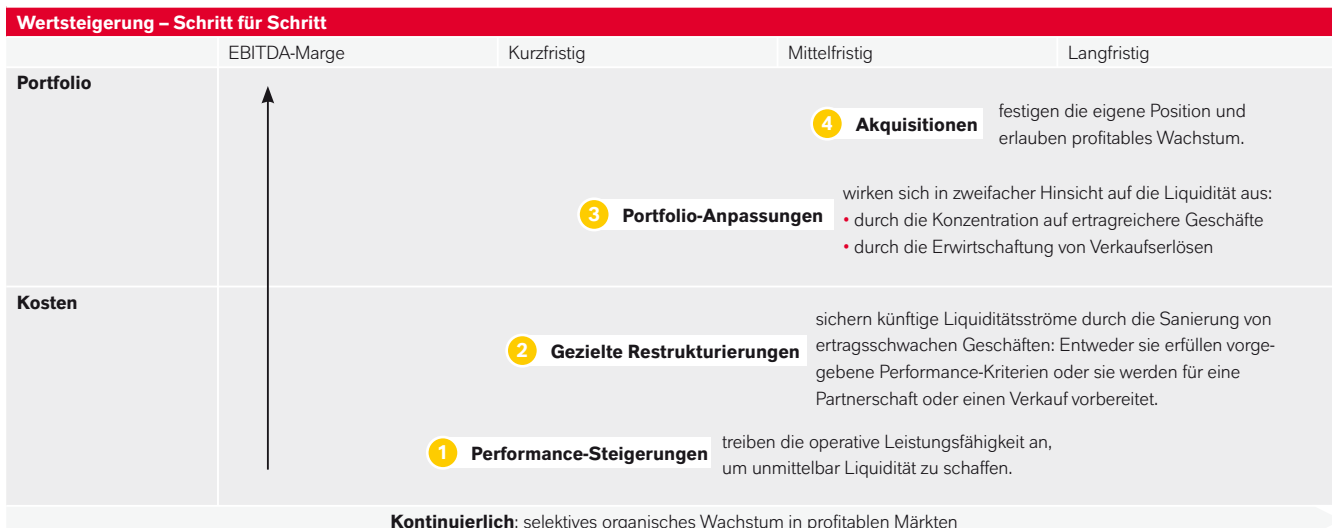 Wertsteigerung – Schritt für Schritt
EBITDA-Marge Kurzfristig Mittelfristig Langfristig
Portfolio
4 Akquisitionen
festigen die eigene Position und
erlauben profitables Wachstum.
3 Portfolio-Anpassungen
wirken sich in zweifacher Hinsicht auf die Liquidität aus:
• durch die Konzentration auf ertragreichere Geschäfte
• durch die Erwirtschaftung von Verkaufserlösen
Kosten
2 Gezielte Restrukturierungen
sichern künftige Liquiditätsströme durch die Sanierung von
ertragsschwachen Geschäften: Entweder sie erfüllen vorge-
gebene Performance-Kriterien oder sie werden für eine
Partnerschaft oder einen Verkauf vorbereitet.
1 Performance-Steigerungen
treiben die operative Leistungsfähigkeit an,
um unmittelbar Liquidität zu schaffen.
Kontinuierlich: selektives organisches Wachstum in profitablen Märkten